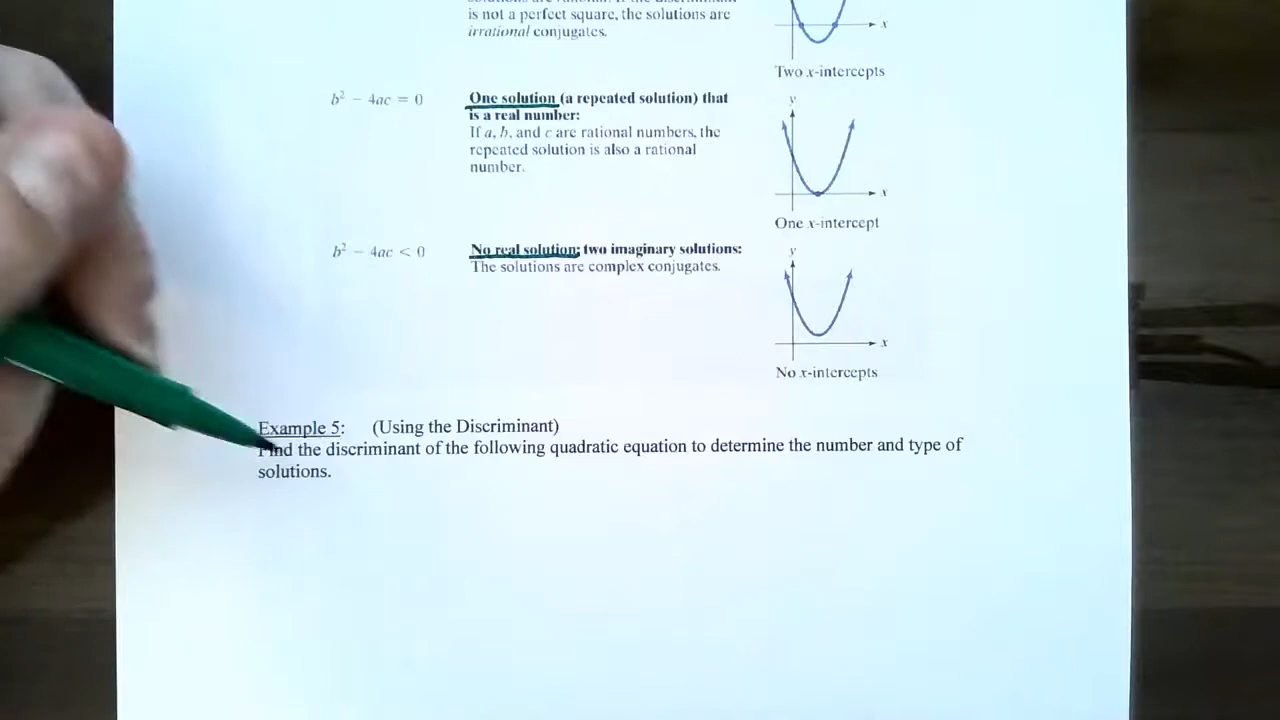 is not a perfect square, the solutions are
irrational conjugates.
x
Two x-intercepts
b² − 4ac = 0
One solution (a repeated solution) that
is a real number:
If a, b, and c are rational numbers, the
repeated solution is also a rational
number.
y
x
One x-intercept
b² − 4ac < 0
No real solution; two imaginary solutions:
The solutions are complex conjugates.
y
x
No x-intercepts
Example 5: (Using the Discriminant)
Find the discriminant of the following quadratic equation to determine the number and type of
solutions.